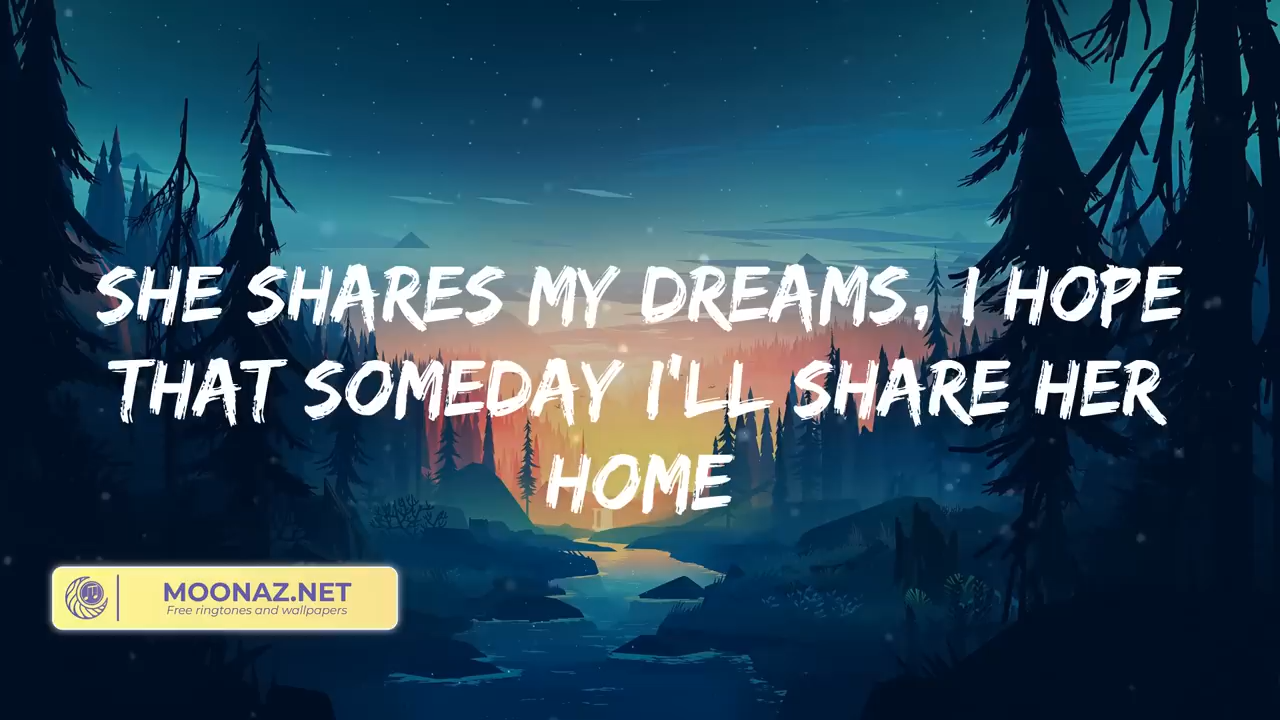 SHE SHARES MY DREAMS, I HOPE
THAT SOMEDAY I'LL SHARE HER
HOME
MOONAZ.NET
Free ringtones and wallpapers